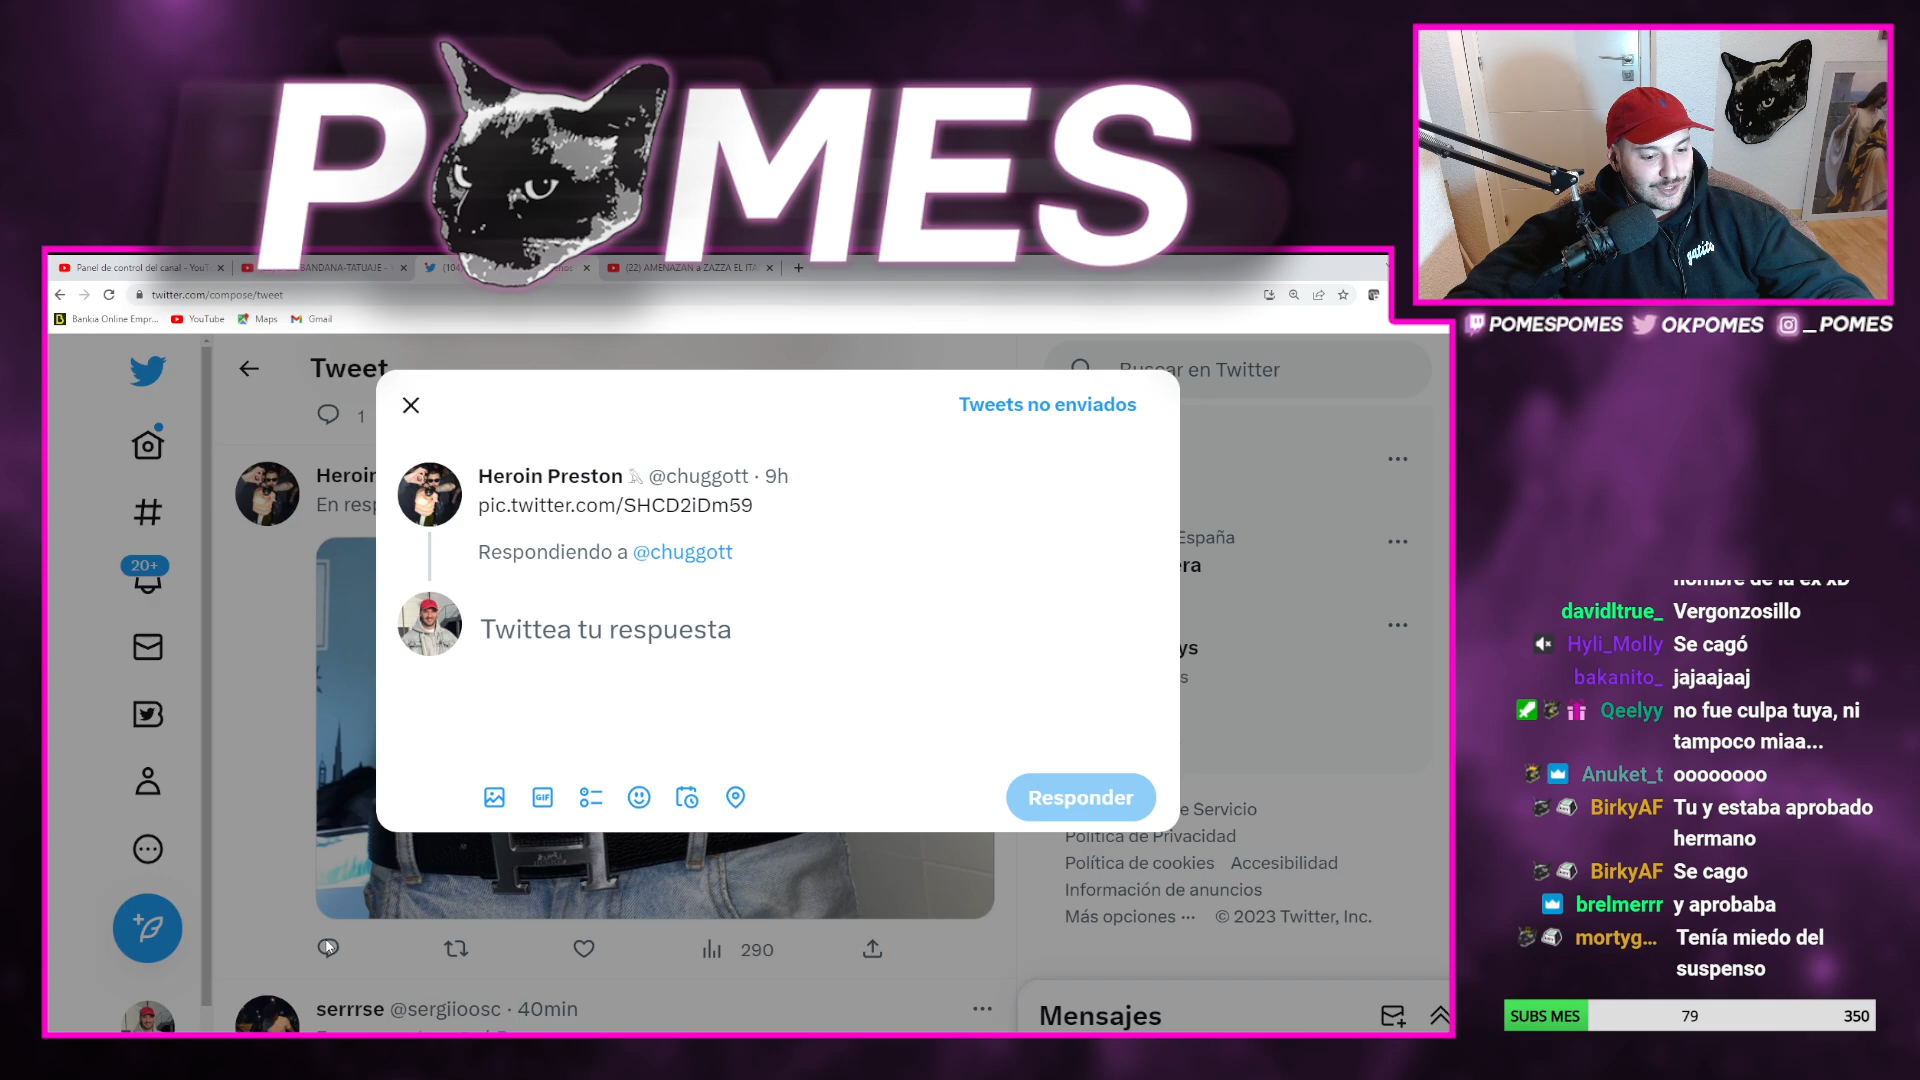 POMES
Panel de control del canal - YouT
BANDANA-TATUAJE -
(104
(22) AMENAZAN a ZAZZA EL ITA
twitter.com/compose/tweet
Bankia Online Empr...
YouTube
Maps
Gmail
POMESPOMES
OKPOMES
_POMES
Tweet
Buscar en Twitter
1
Tweets no enviados
Heroin Preston @chuggott · 9h
pic.twitter.com/SHCD2iDm59
Respondiendo a @chuggott
Twittea tu respuesta
GIF
Responder
Heroin
En resp
20+
España
era
ys
s
e Servicio
Política de Privacidad
Política de cookies Accesibilidad
Información de anuncios
Más opciones ··· © 2023 Twitter, Inc.
290
serrrse @sergiioosc · 40min
Mensajes
gatito
nombre de la ex xD
davidltrue_ Vergonzosillo
Hyli_Molly Se cagó
bakanito_ jajaajaaj
Qeelyy no fue culpa tuya, ni
tampoco miaa...
Anuket_t oooooooo
BirkyAF Tu y estaba aprobado
hermano
BirkyAF Se cago
brelmerrr y aprobaba
mortyg... Tenía miedo del
suspenso
SUBS MES 79 350